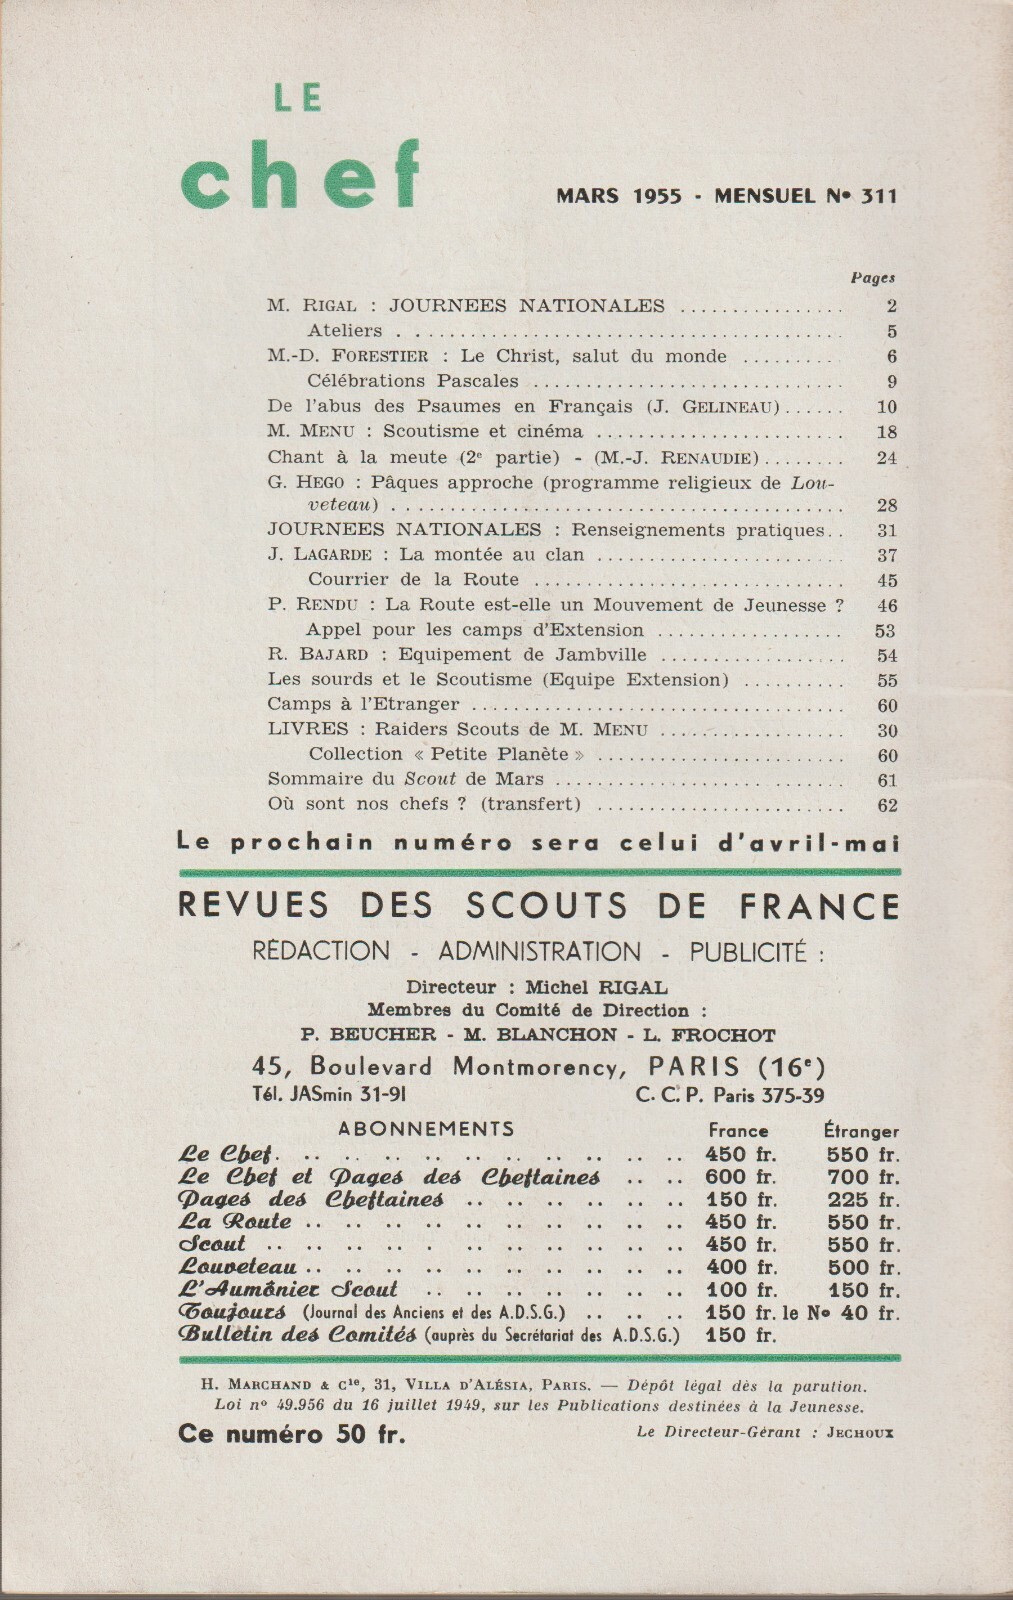 LE
chef
MARS 1955 - MENSUEL N° 311
Pages
M. RIGAL : JOURNEES NATIONALES ................ 2
Ateliers . ......................................... 5
M.-D. FORESTIER : Le Christ, salut du monde .......... 6
Célébrations Pascales .............................. 9
De l'abus des Psaumes en Français (J. GELINEAU)...... 10
M. MENU : Scoutisme et cinéma ........................ 18
Chant à la meute (2e partie) - (M.-J. RENAUDIE)........ 24
G. HEGO : Pâques approche (programme religieux de Lou-
veteau) ............................................ 28
JOURNEES NATIONALES : Renseignements pratiques.. 31
J. LAGARDE : La montée au clan ........................ 37
Courrier de la Route .............................. 45
P. RENDU : La Route est-elle un Mouvement de Jeunesse ? 46
Appel pour les camps d'Extension .................. 53
R. BAJARD : Equipement de Jambville .................. 54
Les sourds et le Scoutisme (Equipe Extension) .......... 55
Camps à l'Etranger .................................... 60
LIVRES : Raiders Scouts de M. MENU .................. 30
Collection « Petite Planète » ........................ 60
Sommaire du Scout de Mars ............................ 61
Où sont nos chefs ? (transfert) ........................ 62
Le prochain numéro sera celui d'avril-mai
REVUES DES SCOUTS DE FRANCE
RÉDACTION - ADMINISTRATION - PUBLICITÉ :
Directeur : Michel RIGAL
Membres du Comité de Direction :
P. BEUCHER - M. BLANCHON - L. FROCHOT
45, Boulevard Montmorency, PARIS (16e)
Tél. JASmin 31-91 C. C. P. Paris 375-39
ABONNEMENTS France Étranger
Le Chef. .. .. .. .. .. .. .. .. .. .. 450 fr. 550 fr.
Le Chef et Pages des Cheftaines .. .. 600 fr. 700 fr.
Pages des Cheftaines .. .. .. .. .. .. 150 fr. 225 fr.
La Route .. .. .. .. .. .. .. .. .. .. 450 fr. 550 fr.
Scout .. .. .. .. . .. .. .. .. .. .. 450 fr. 550 fr.
Louveteau .. .. .. .. .. .. .. .. .. .. 400 fr. 500 fr.
L'Aumônier Scout .. .. .. .. .. .. .. 100 fr. 150 fr.
Toujours (Journal des Anciens et des A.D.S.G.) .. .. .. 150 fr. le No 40 fr.
Bulletin des Comités (auprès du Secrétariat des A.D.S.G.) 150 fr.
H. MARCHAND & Cie, 31, VILLA D'ALÉSIA, PARIS. — Dépôt légal dès la parution.
Loi no 49.956 du 16 juillet 1949, sur les Publications destinées à la Jeunesse.
Ce numéro 50 fr. Le Directeur-Gérant : JECHOUX